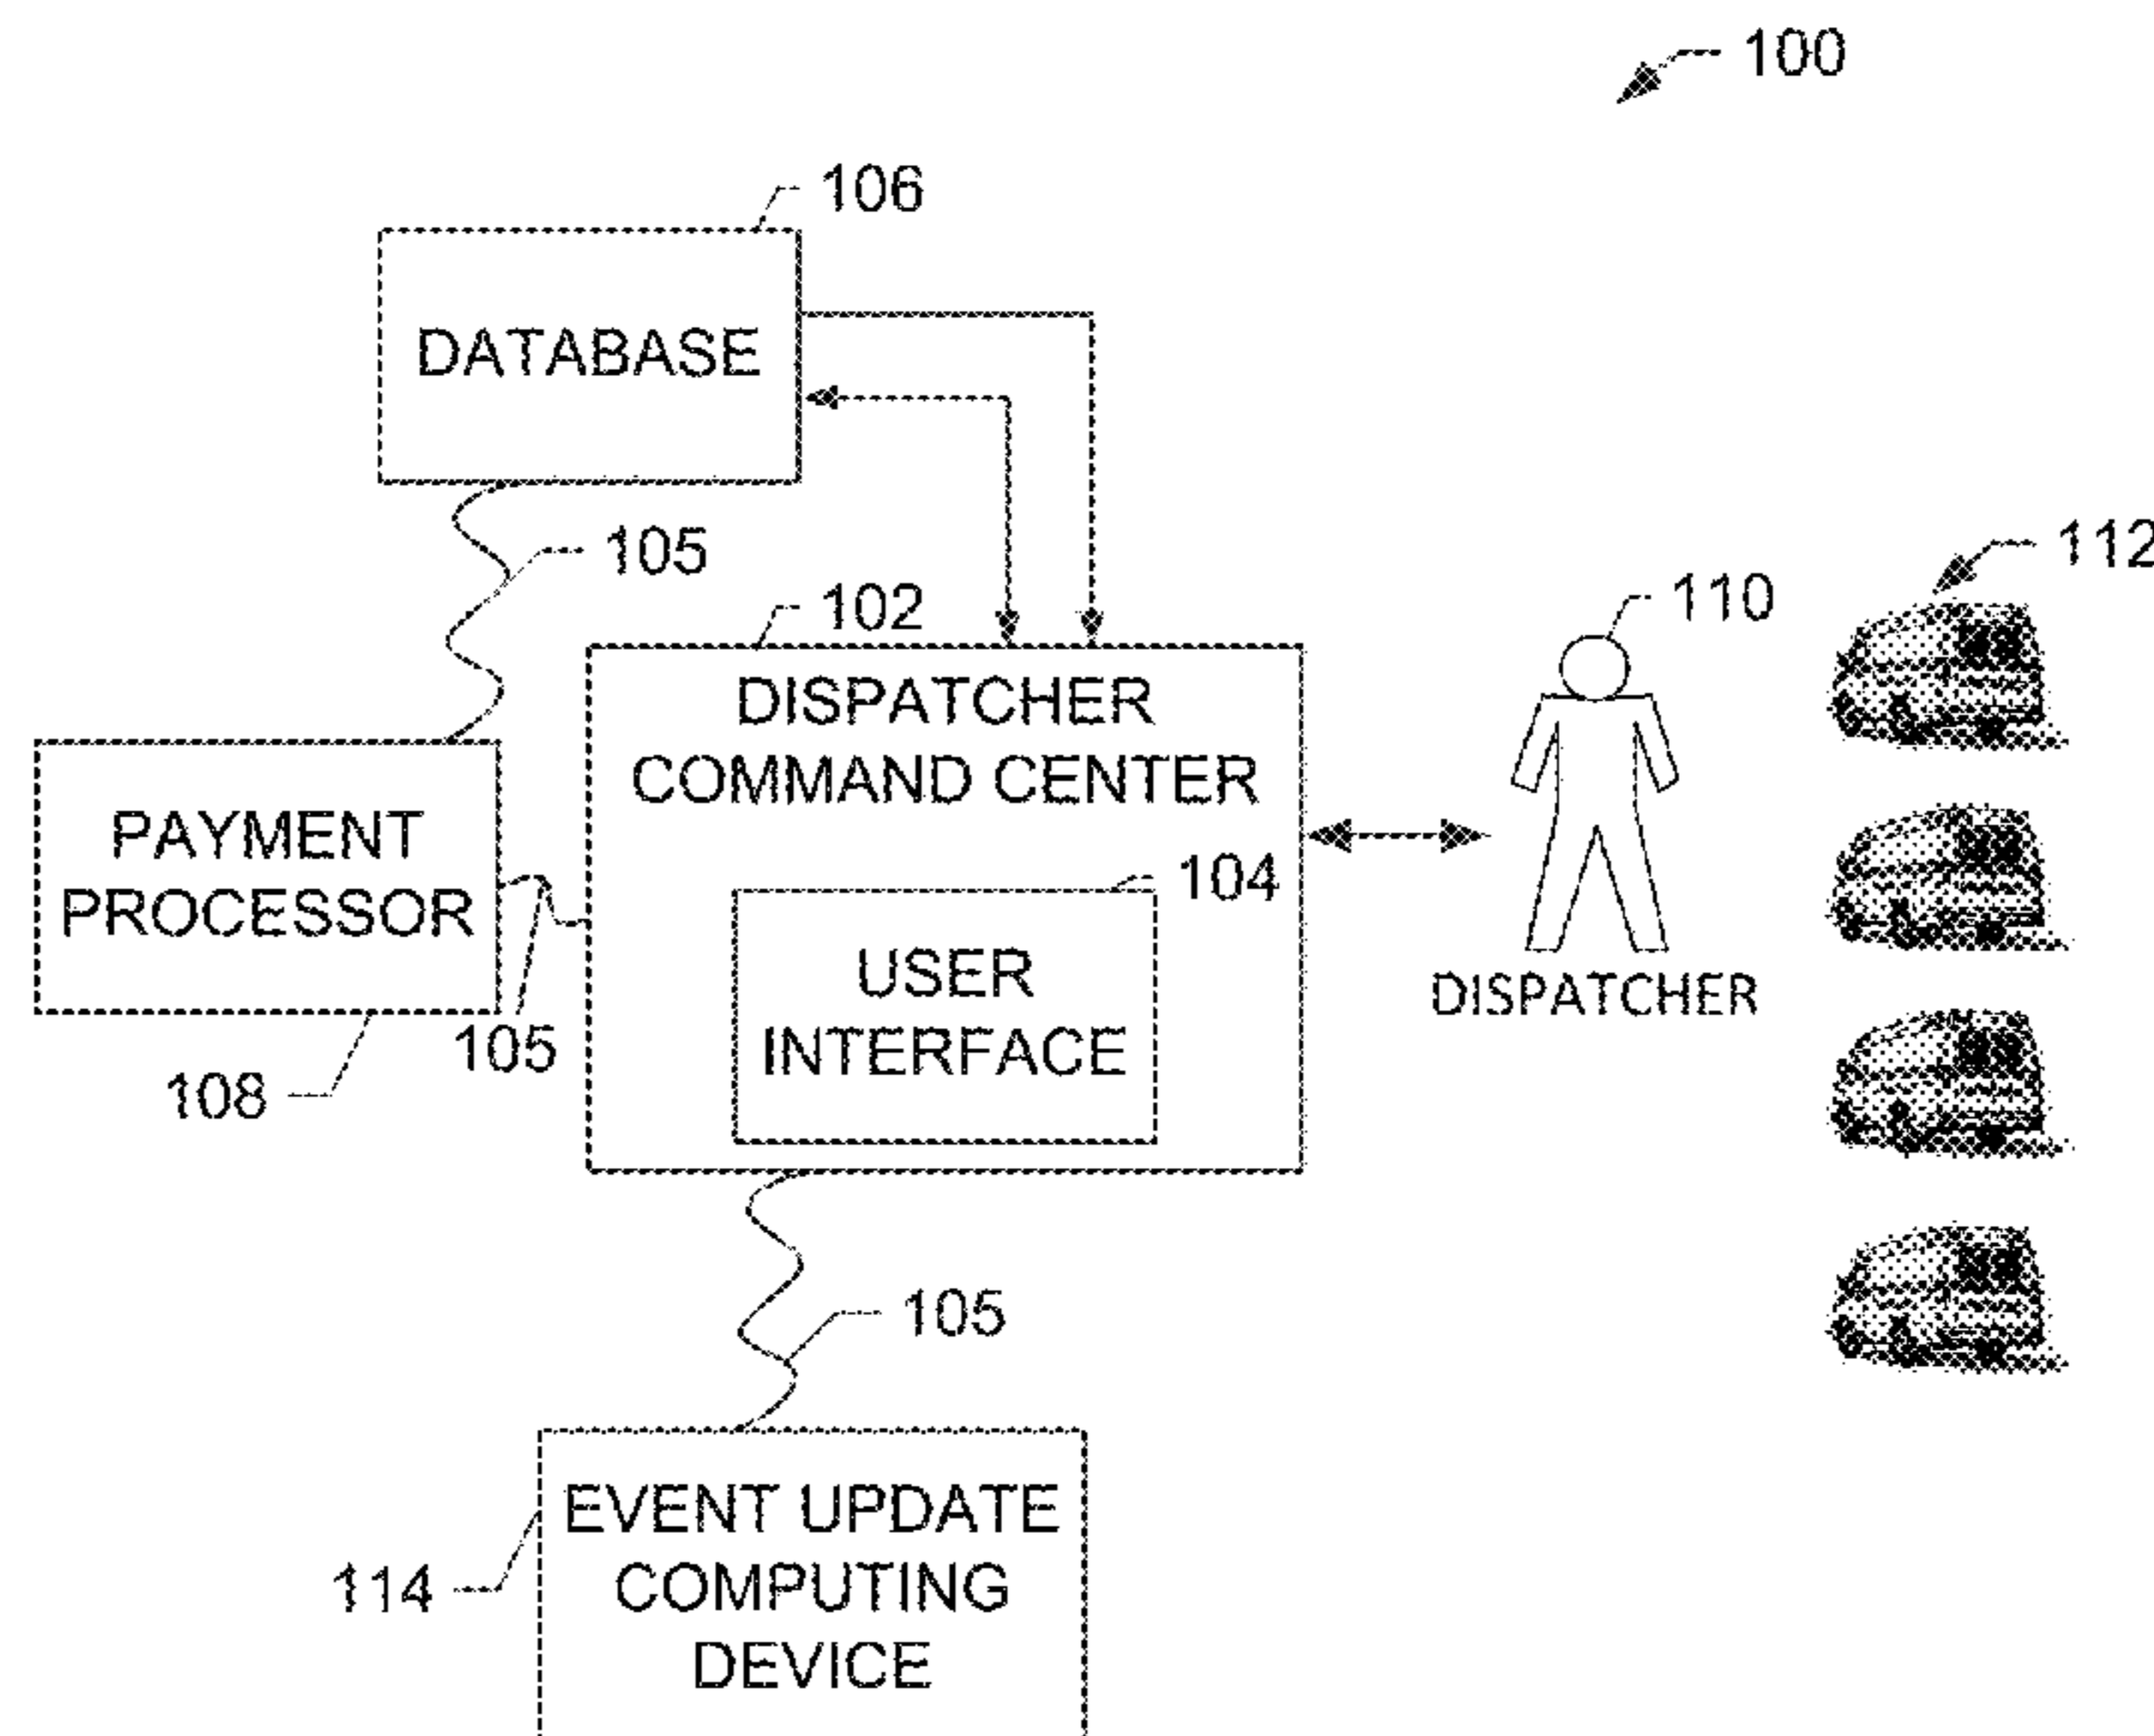 100
106
DATABASE
105
112
102
110
DISPATCHER
COMMAND CENTER
PAYMENT
PROCESSOR
104
USER
INTERFACE
DISPATCHER
105
108
105
EVENT UPDATE
COMPUTING
DEVICE
114